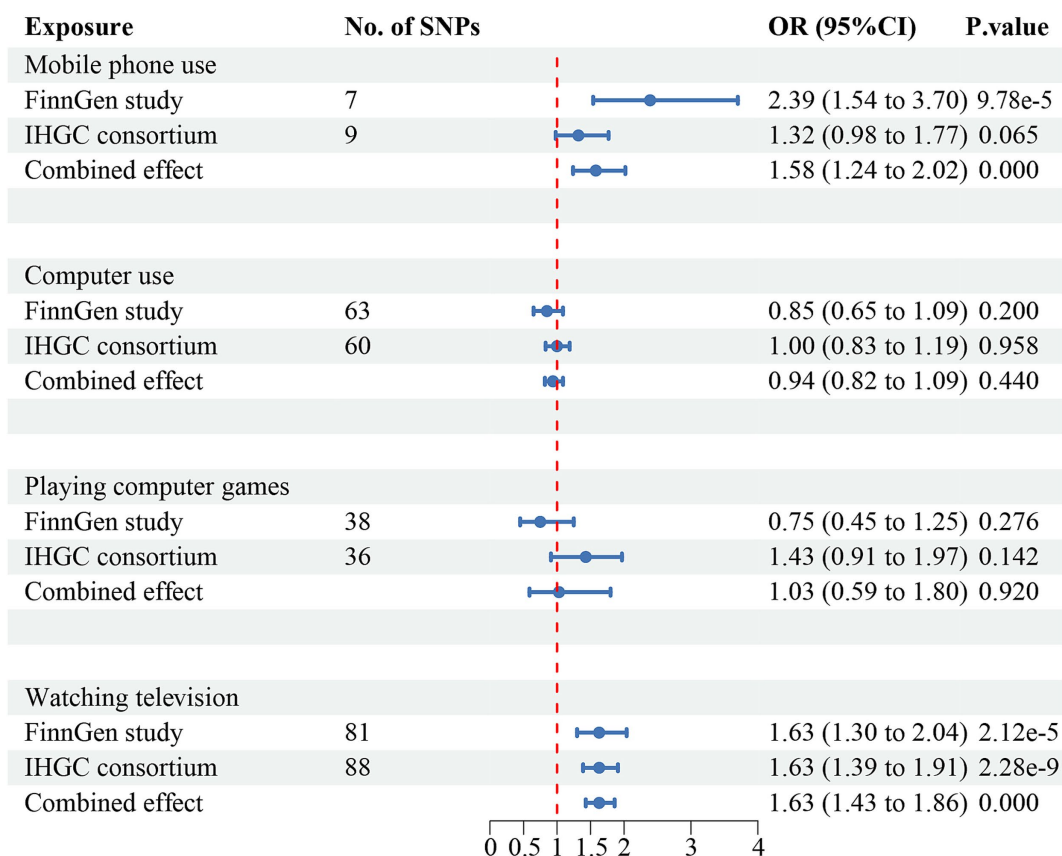 Exposure No. of SNPs OR (95%CI) P.value
Mobile phone use
FinnGen study 7 2.39 (1.54 to 3.70) 9.78e-5
IHGC consortium 9 1.32 (0.98 to 1.77) 0.065
Combined effect 1.58 (1.24 to 2.02) 0.000
Computer use
FinnGen study 63 0.85 (0.65 to 1.09) 0.200
IHGC consortium 60 1.00 (0.83 to 1.19) 0.958
Combined effect 0.94 (0.82 to 1.09) 0.440
Playing computer games
FinnGen study 38 0.75 (0.45 to 1.25) 0.276
IHGC consortium 36 1.43 (0.91 to 1.97) 0.142
Combined effect 1.03 (0.59 to 1.80) 0.920
Watching television
FinnGen study 81 1.63 (1.30 to 2.04) 2.12e-5
IHGC consortium 88 1.63 (1.39 to 1.91) 2.28e-9
Combined effect 1.63 (1.43 to 1.86) 0.000
0 0.5 1 1.5 2 3 4